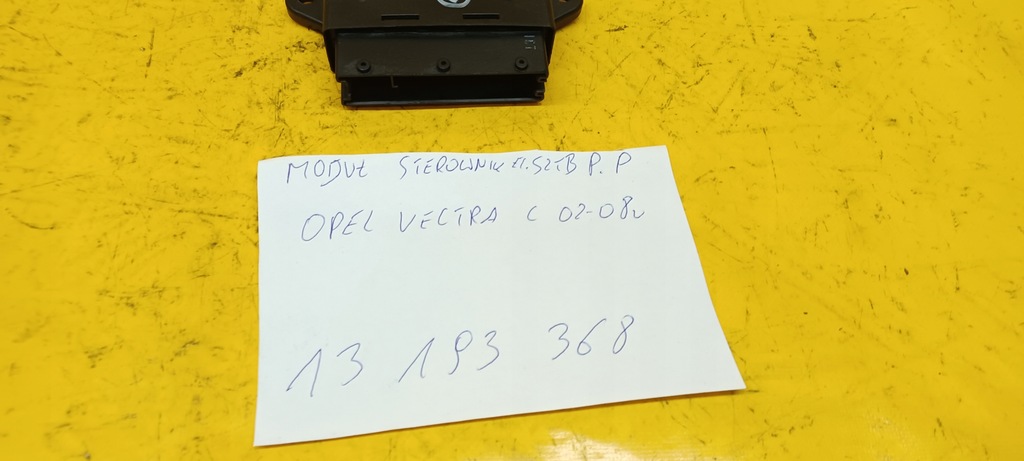 MODUŁ STEROWNIK EL.SZYB P.P
OPEL VECTRA C 02-08r
13 193 368